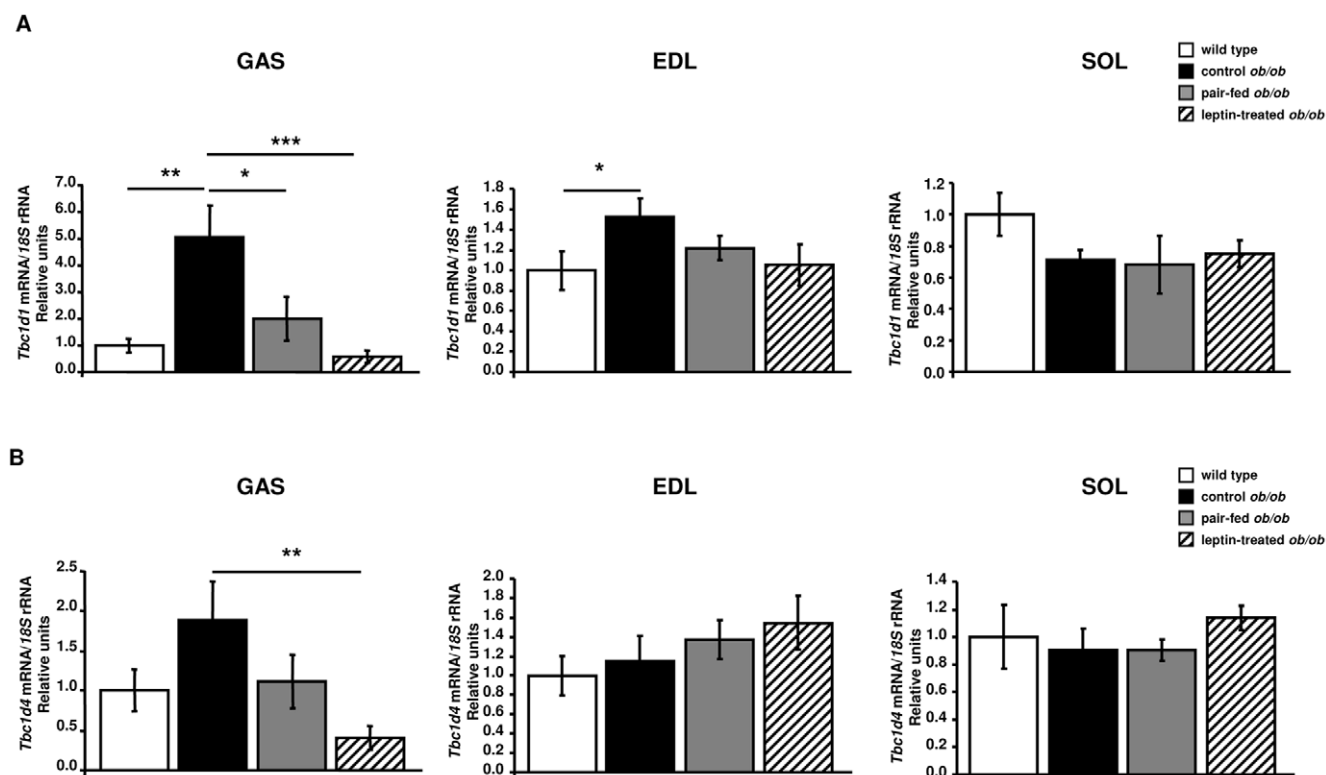 A
GAS
EDL
SOL
wild type
control ob/ob
pair-fed ob/ob
leptin-treated ob/ob
***
**
*
*
Tbc1d1 mRNA/18S rRNA
Relative units
7.0
6.0
5.0
4.0
3.0
2.0
1.0
0.0
Tbc1d1 mRNA/18S rRNA
Relative units
1.8
1.6
1.4
1.2
1.0
0.8
0.6
0.4
0.2
0.0
Tbc1d1 mRNA/18S rRNA
Relative units
1.2
1.0
0.8
0.6
0.4
0.2
0.0
B
GAS
EDL
SOL
wild type
control ob/ob
pair-fed ob/ob
leptin-treated ob/ob
**
Tbc1d4 mRNA/18S rRNA
Relative units
2.5
2.0
1.5
1.0
0.5
0.0
Tbc1d4 mRNA/18S rRNA
Relative units
2.0
1.8
1.6
1.4
1.2
1.0
0.8
0.6
0.4
0.2
0.0
Tbc1d4 mRNA/18S rRNA
Relative units
1.4
1.2
1.0
0.8
0.6
0.4
0.2
0.0